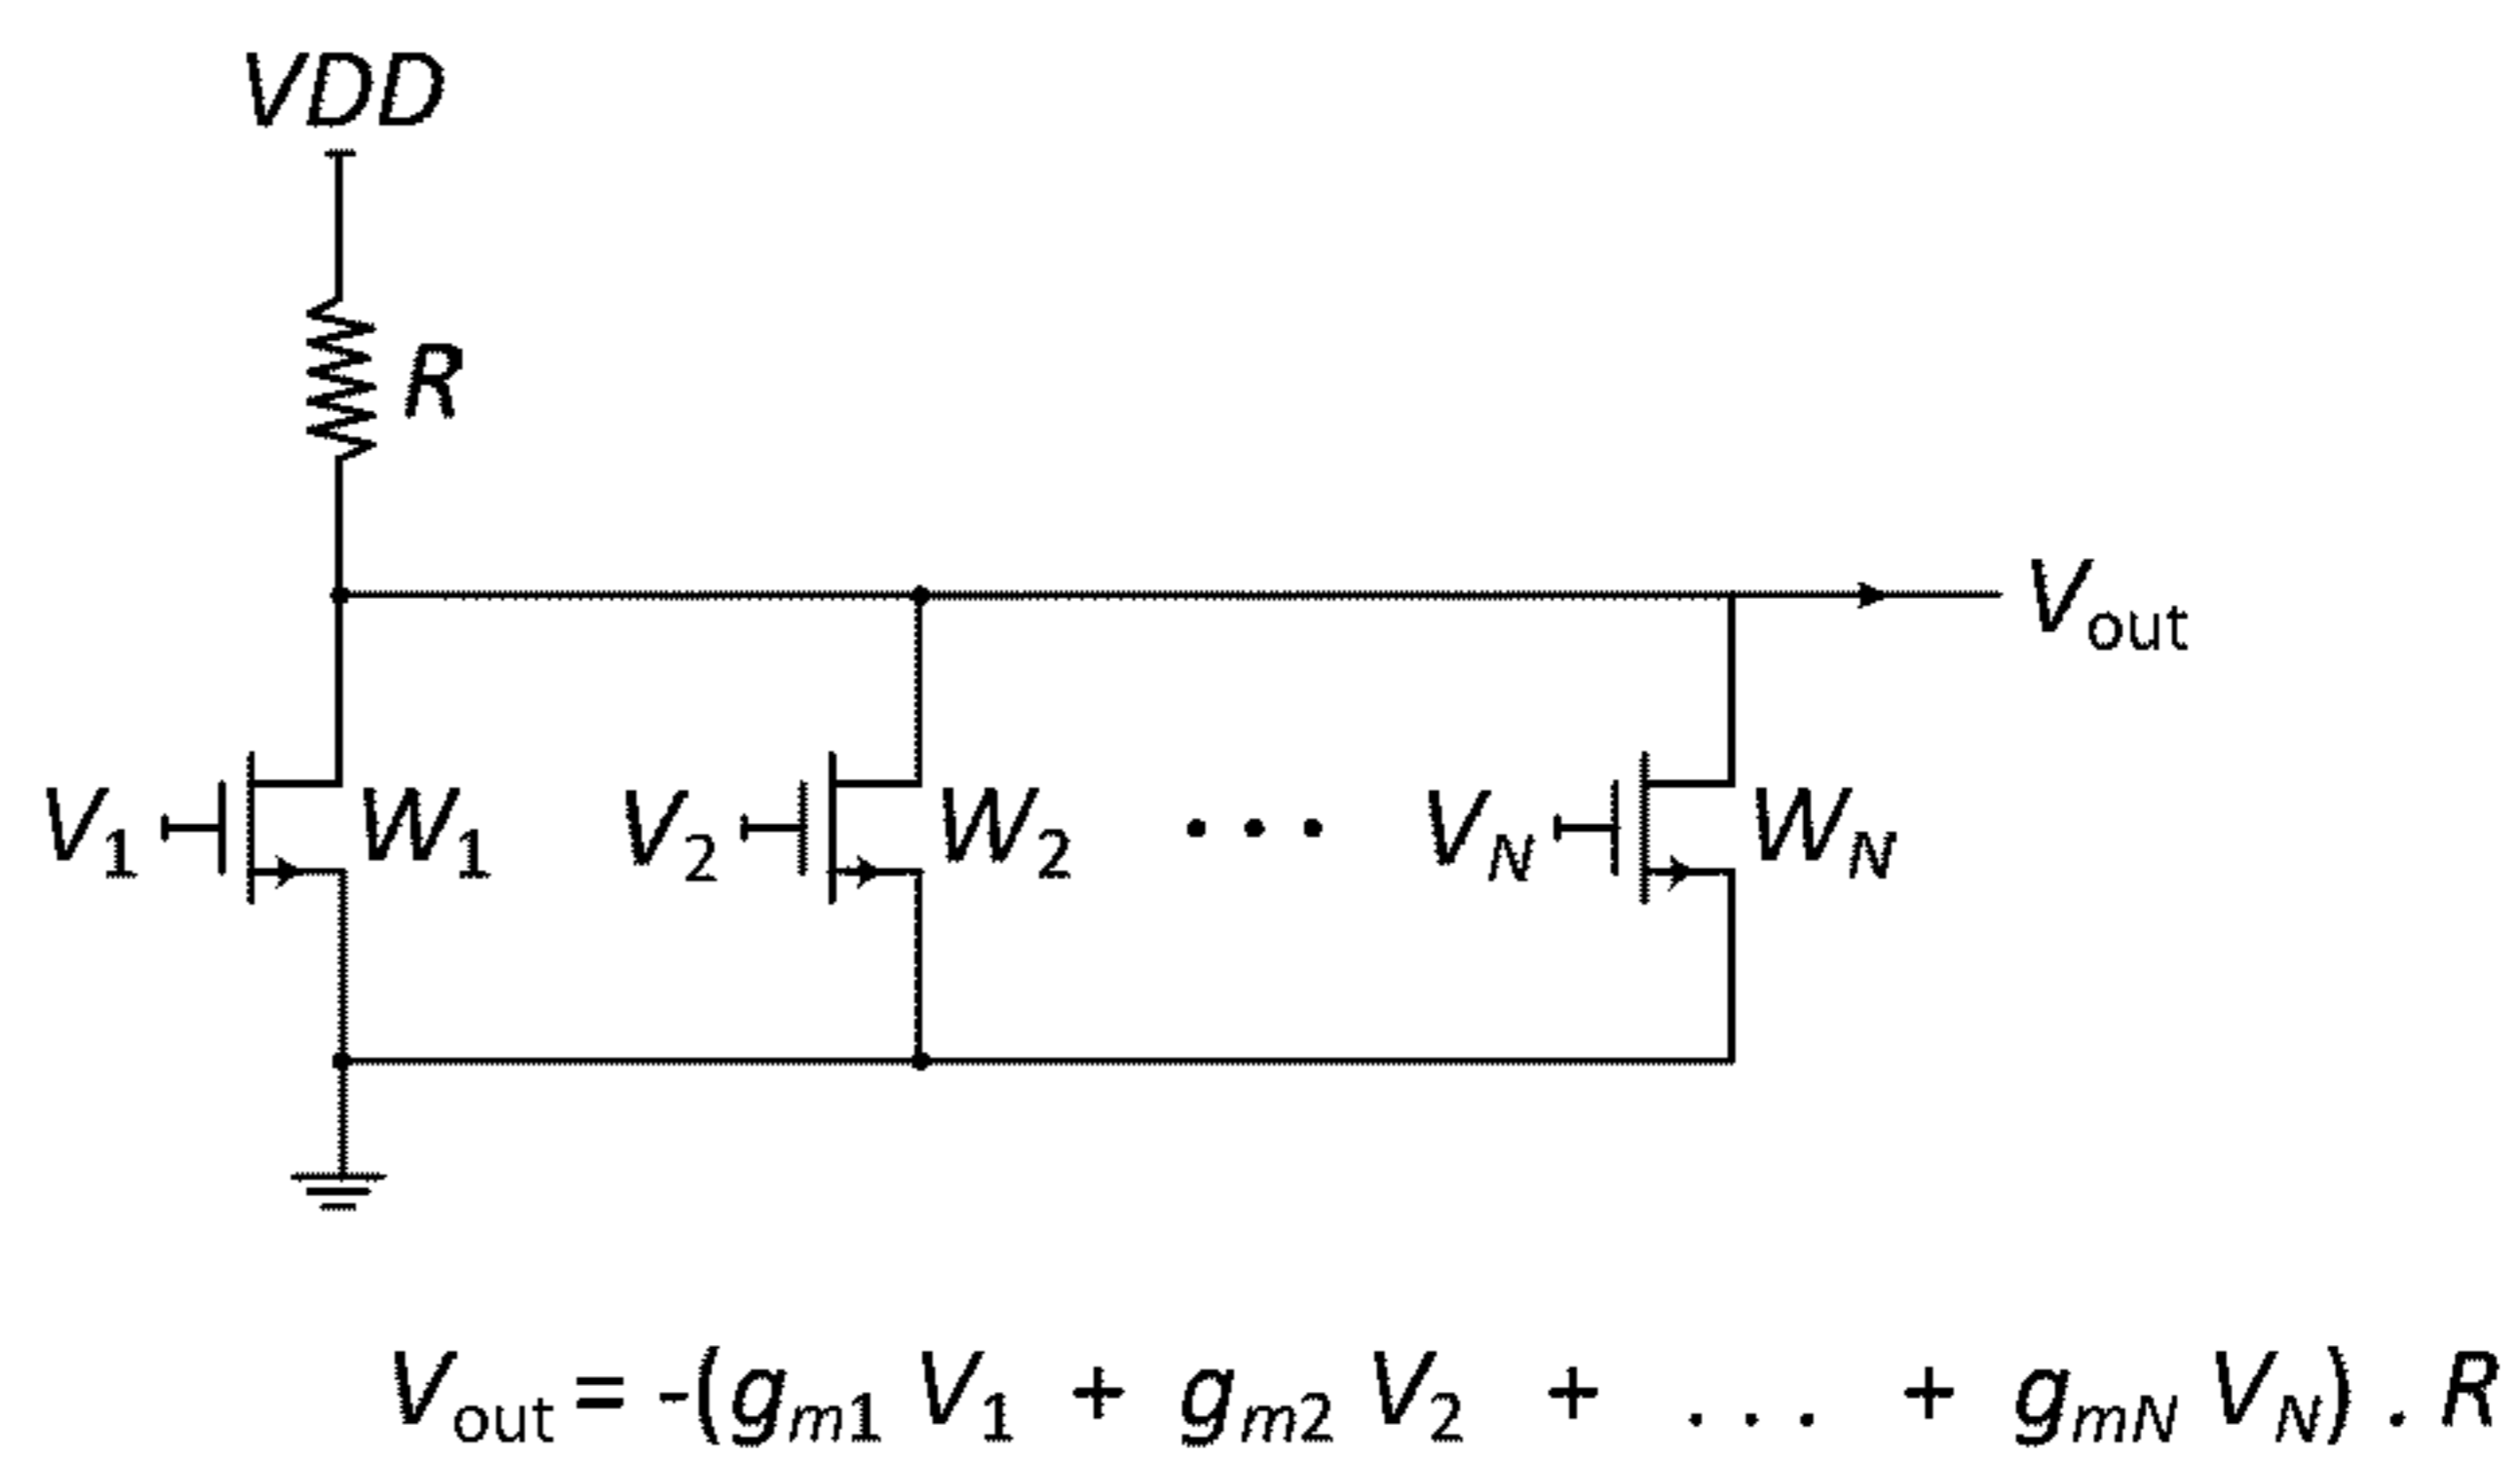 VDD
R
Vout
V1 W1 V2 W2 ... VN WN
Vout = -(gm1 V1 + gm2 V2 + ... + gmN VN) . R